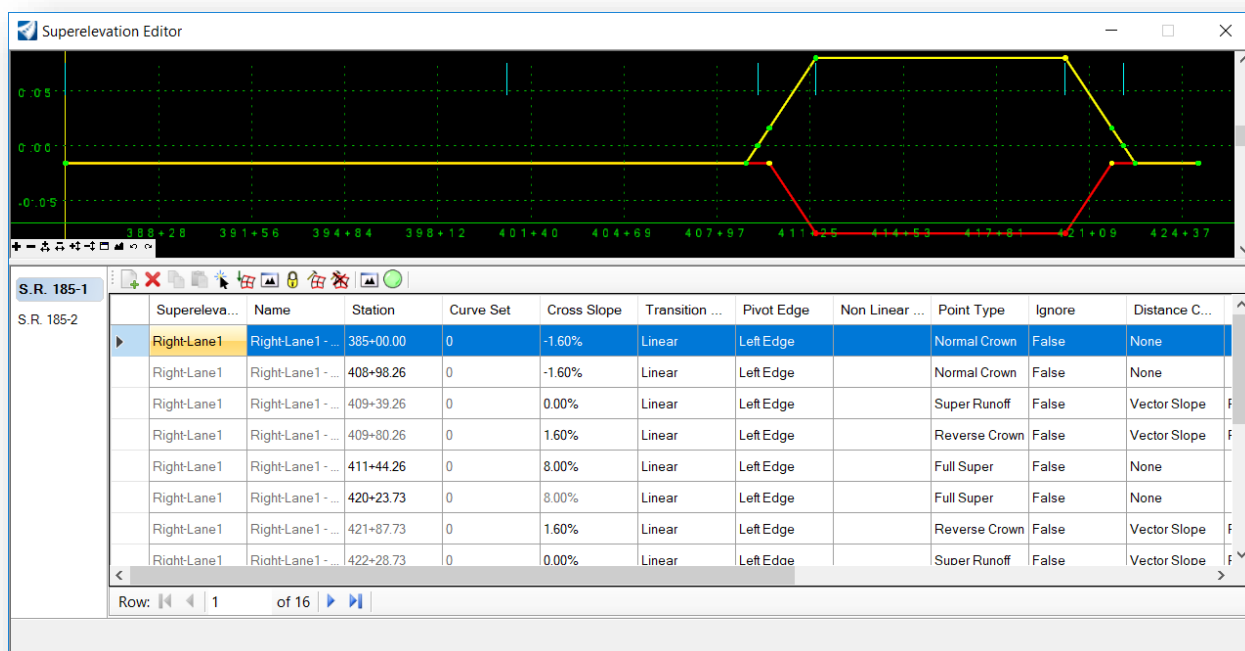 Superelevation Editor
0.05
0.00
-0.05
388+28 391+56 394+84 398+12 401+40 404+69 407+97 411+25 414+53 417+81 421+09 424+37
S.R. 185-1
S.R. 185-2
Supereleva... Name Station Curve Set Cross Slope Transition ... Pivot Edge Non Linear ... Point Type Ignore Distance C...
Right-Lane1 Right-Lane1 - ... 385+00.00 0 -1.60% Linear Left Edge Normal Crown False None
Right-Lane1 Right-Lane1 - ... 408+98.26 0 -1.60% Linear Left Edge Normal Crown False None
Right-Lane1 Right-Lane1 - ... 409+39.26 0 0.00% Linear Left Edge Super Runoff False Vector Slope
Right-Lane1 Right-Lane1 - ... 409+80.26 0 1.60% Linear Left Edge Reverse Crown False Vector Slope
Right-Lane1 Right-Lane1 - ... 411+44.26 0 8.00% Linear Left Edge Full Super False None
Right-Lane1 Right-Lane1 - ... 420+23.73 0 8.00% Linear Left Edge Full Super False None
Right-Lane1 Right-Lane1 - ... 421+87.73 0 1.60% Linear Left Edge Reverse Crown False Vector Slope
Right-Lane1 Right-Lane1 - ... 422+28.73 0 0.00% Linear Left Edge Super Runoff False Vector Slope
Row: 1 of 16